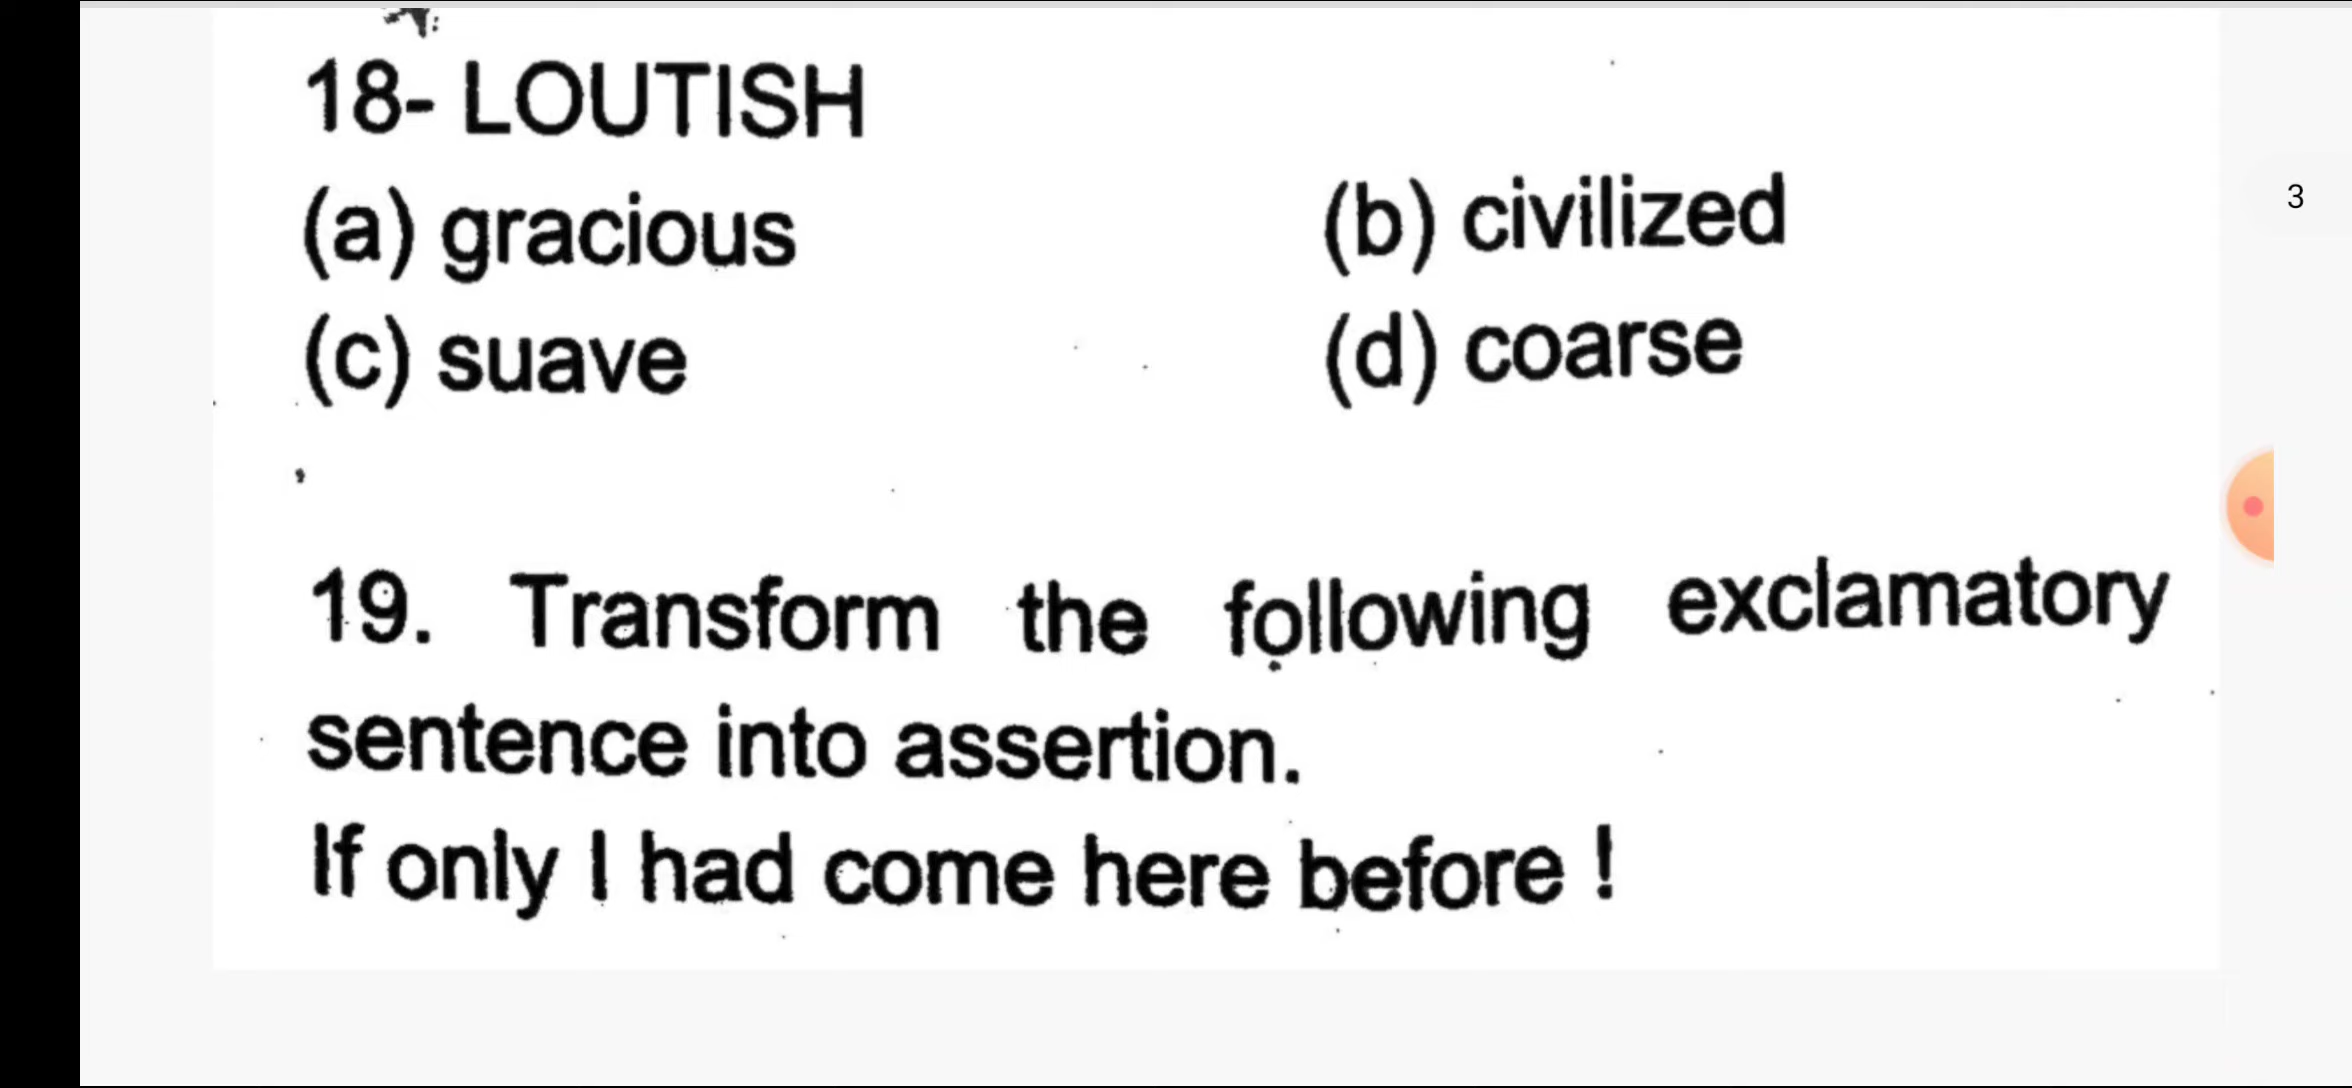 18- LOUTISH
(a) gracious (b) civilized
3
(c) suave (d) coarse
19. Transform the following exclamatory
sentence into assertion.
If only I had come here before !